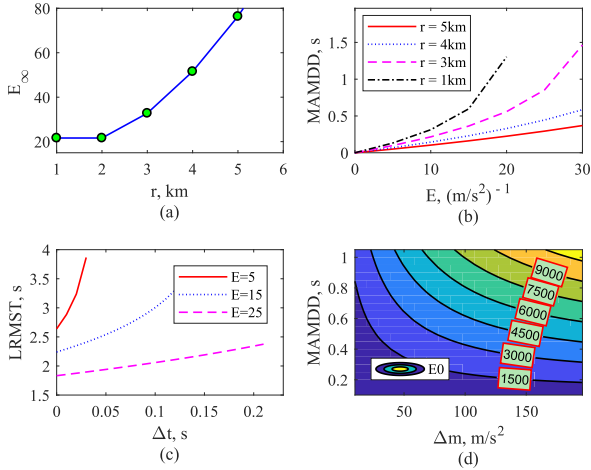 80
60
40
20
E∞
1
2
3
4
5
6
r, km
(a)
MAMDD, s
1.5
1
0.5
0
0
10
20
30
E, (m/s²)⁻¹
(b)
r = 5km
r = 4km
r = 3km
r = 1km
LRMST, s
4
3.5
3
2.5
2
1.5
0
0.05
0.1
0.15
0.2
Δt, s
(c)
E=5
E=15
E=25
MAMDD, s
1
0.8
0.6
0.4
0.2
50
100
150
Δm, m/s²
(d)
E0
9000
7500
6000
4500
3000
1500